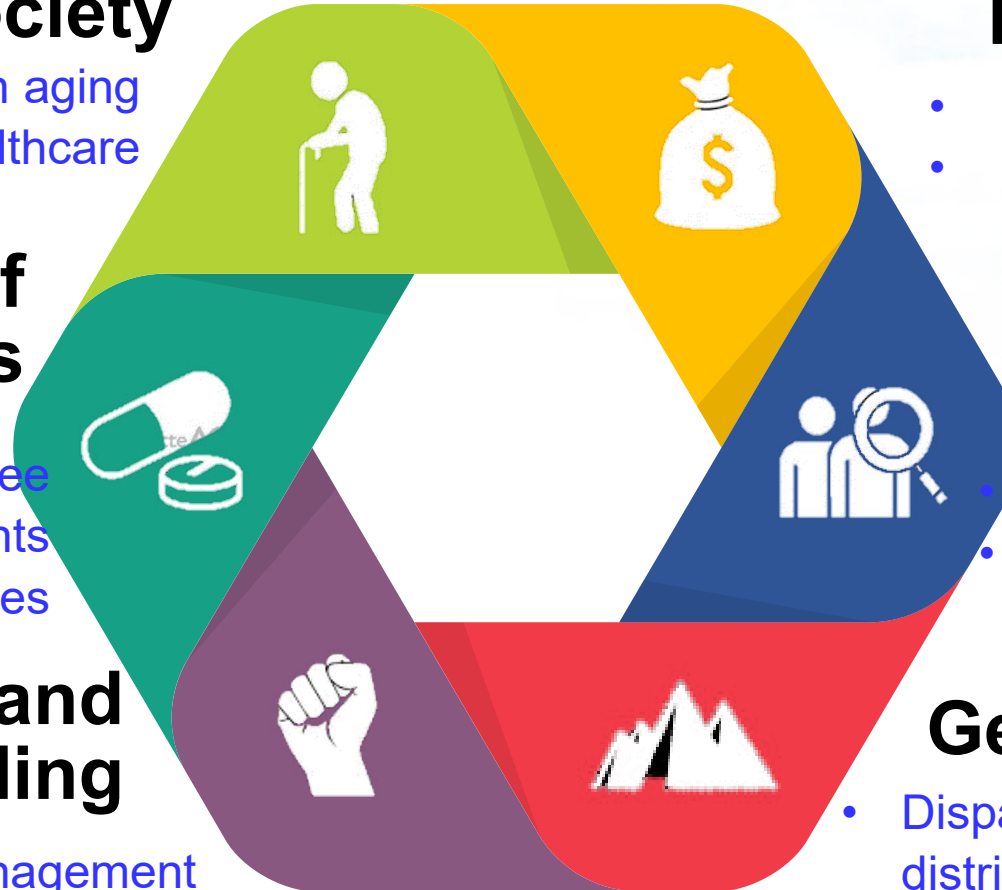 ciety
aging
lthcare
$
f
s
ee
nts
es
and
ling
nagement
Ge
• Dispa
distri